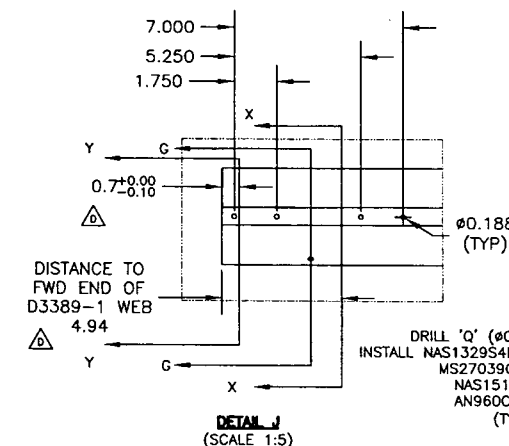 7.000
5.250
1.750
X
Y
G
0.7+0.00
-0.10
D
Ø0.188
(TYP)
DISTANCE TO
FWD END OF
D3389-1 WEB
4.94
D
Y
G
X
DRILL 'Q' (Ø0
INSTALL NAS1329S4
MS27039
NAS151
AN960C
(T
DETAIL J
(SCALE 1:5)